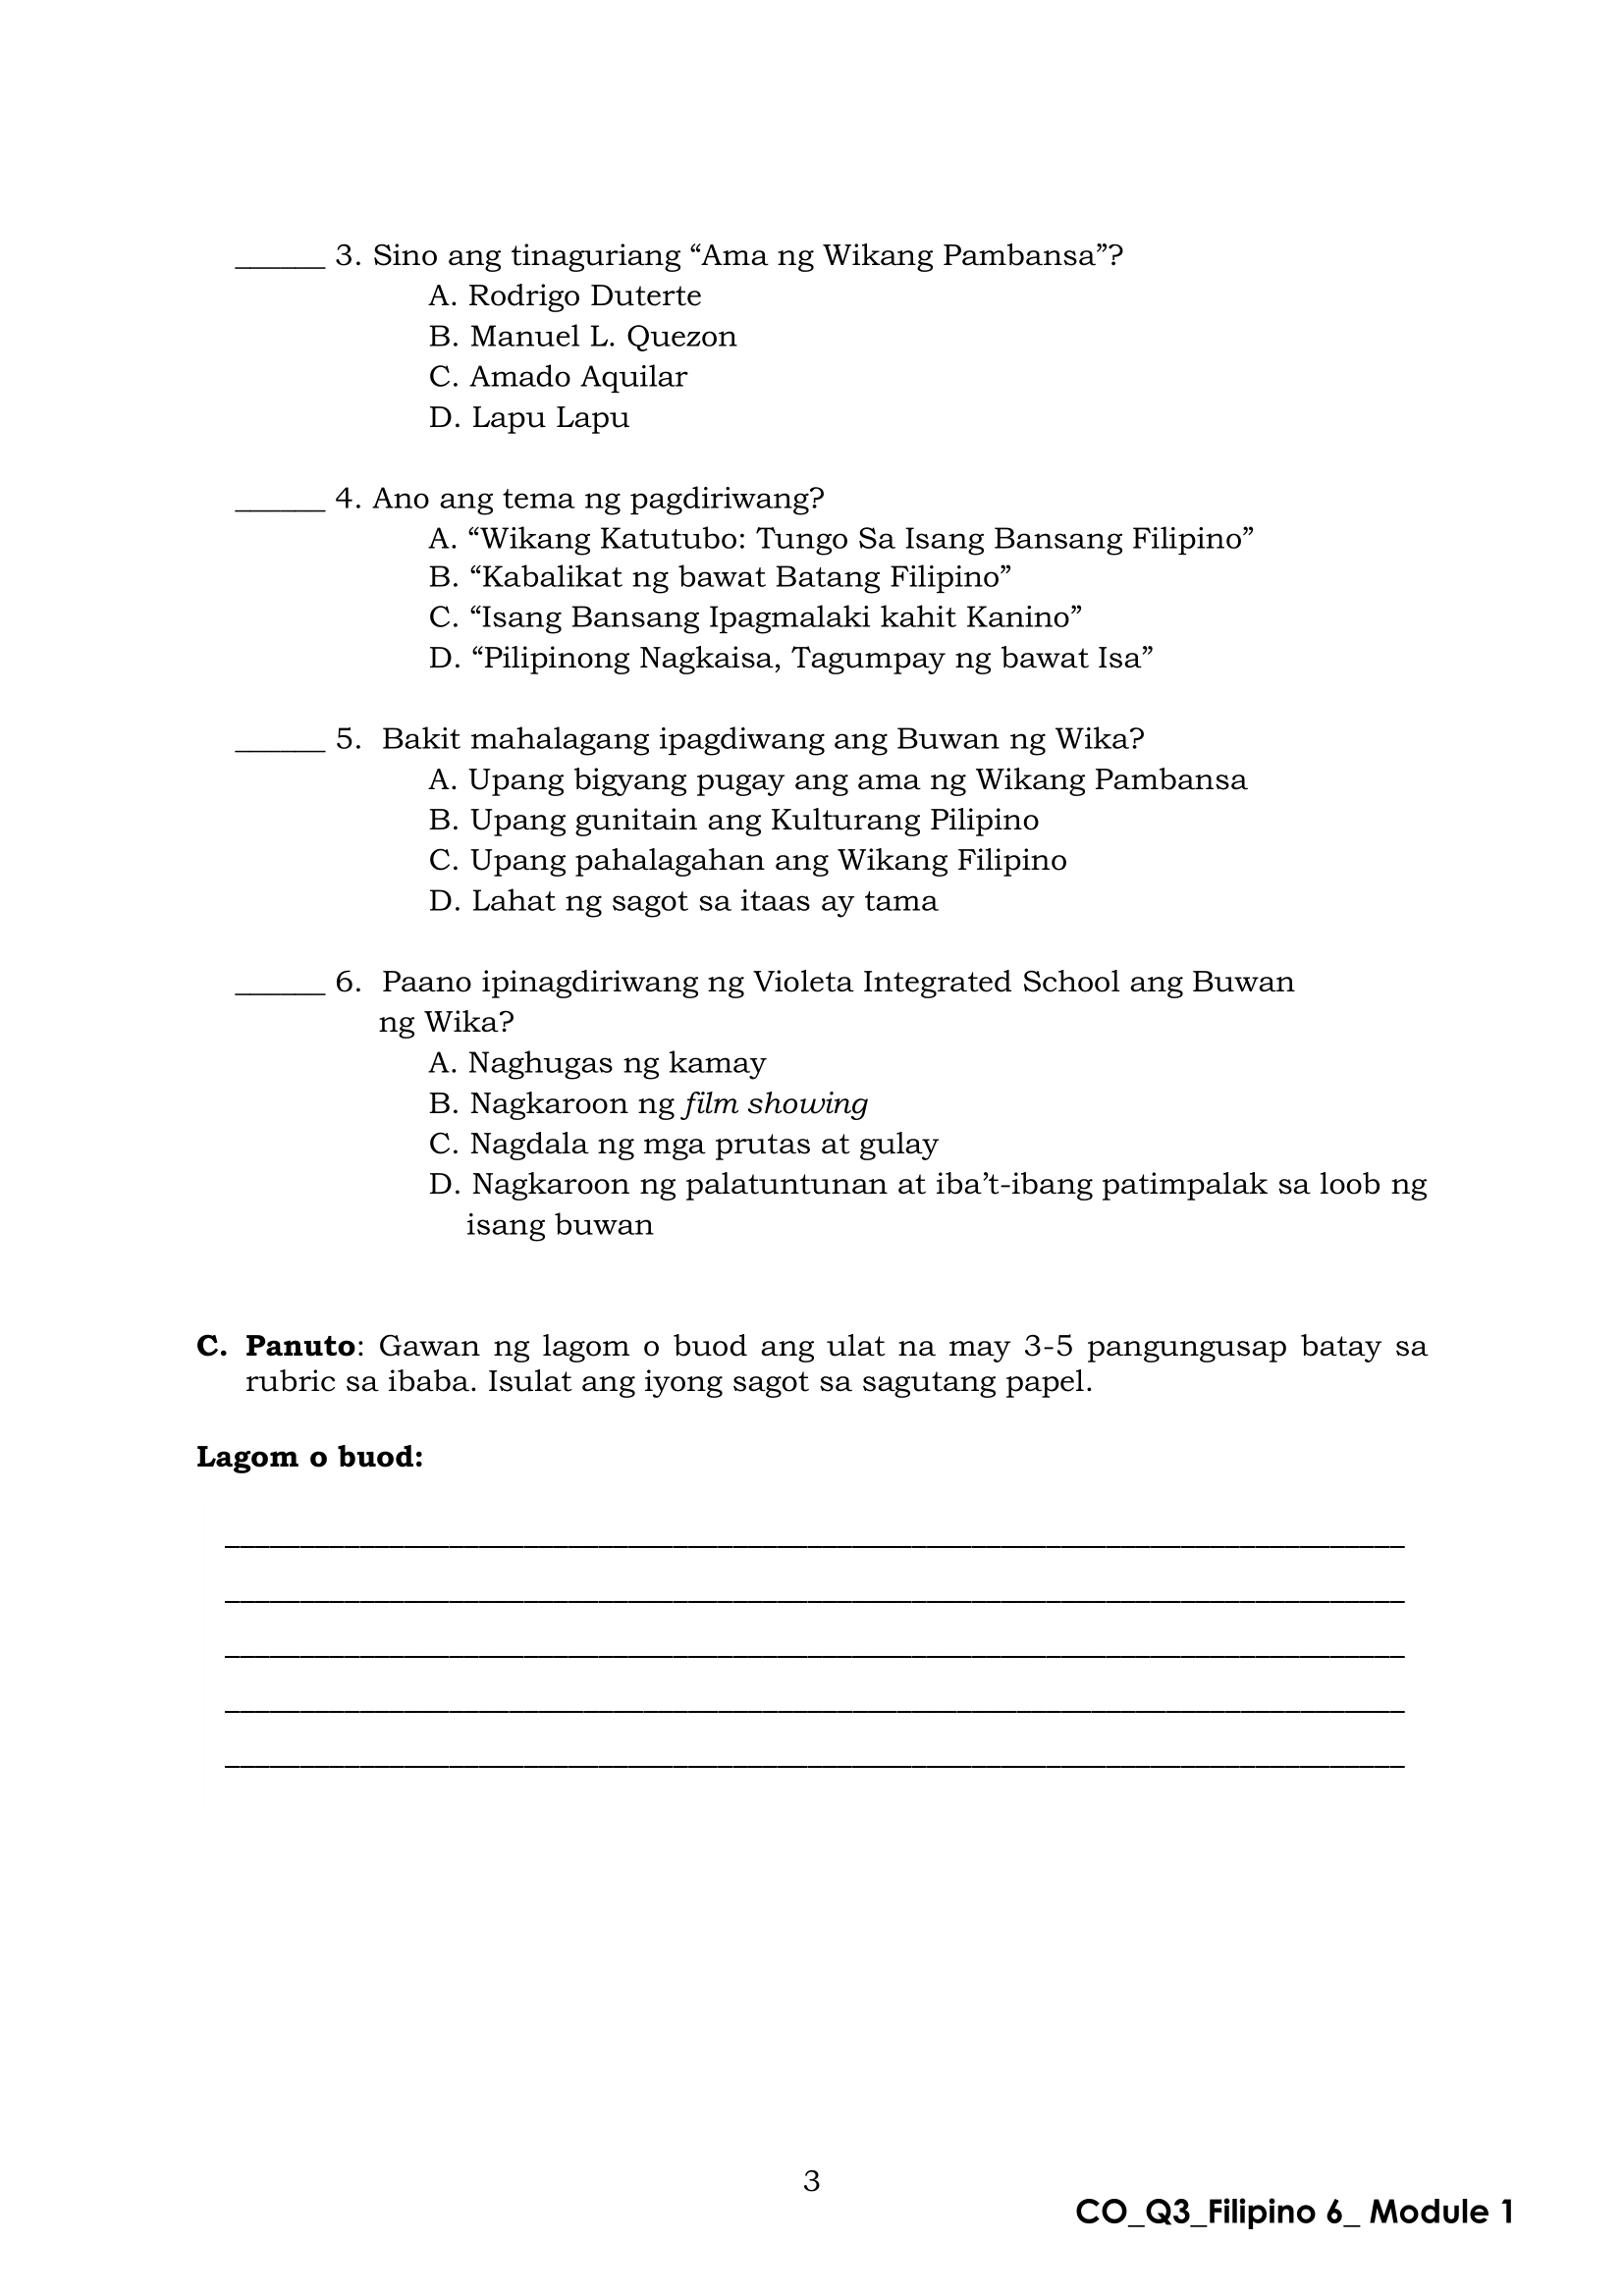 ______ 3. Sino ang tinaguriang “Ama ng Wikang Pambansa”?
A. Rodrigo Duterte
B. Manuel L. Quezon
C. Amado Aquilar
D. Lapu Lapu
______ 4. Ano ang tema ng pagdiriwang?
A. “Wikang Katutubo: Tungo Sa Isang Bansang Filipino”
B. “Kabalikat ng bawat Batang Filipino”
C. “Isang Bansang Ipagmalaki kahit Kanino”
D. “Pilipinong Nagkaisa, Tagumpay ng bawat Isa”
______ 5. Bakit mahalagang ipagdiwang ang Buwan ng Wika?
A. Upang bigyang pugay ang ama ng Wikang Pambansa
B. Upang gunitain ang Kulturang Pilipino
C. Upang pahalagahan ang Wikang Filipino
D. Lahat ng sagot sa itaas ay tama
______ 6. Paano ipinagdiriwang ng Violeta Integrated School ang Buwan
ng Wika?
A. Naghugas ng kamay
B. Nagkaroon ng film showing
C. Nagdala ng mga prutas at gulay
D. Nagkaroon ng palatuntunan at iba’t-ibang patimpalak sa loob ng
isang buwan
C. Panuto: Gawan ng lagom o buod ang ulat na may 3-5 pangungusap batay sa
rubric sa ibaba. Isulat ang iyong sagot sa sagutang papel.
Lagom o buod:
3
CO_Q3_Filipino 6_ Module 1